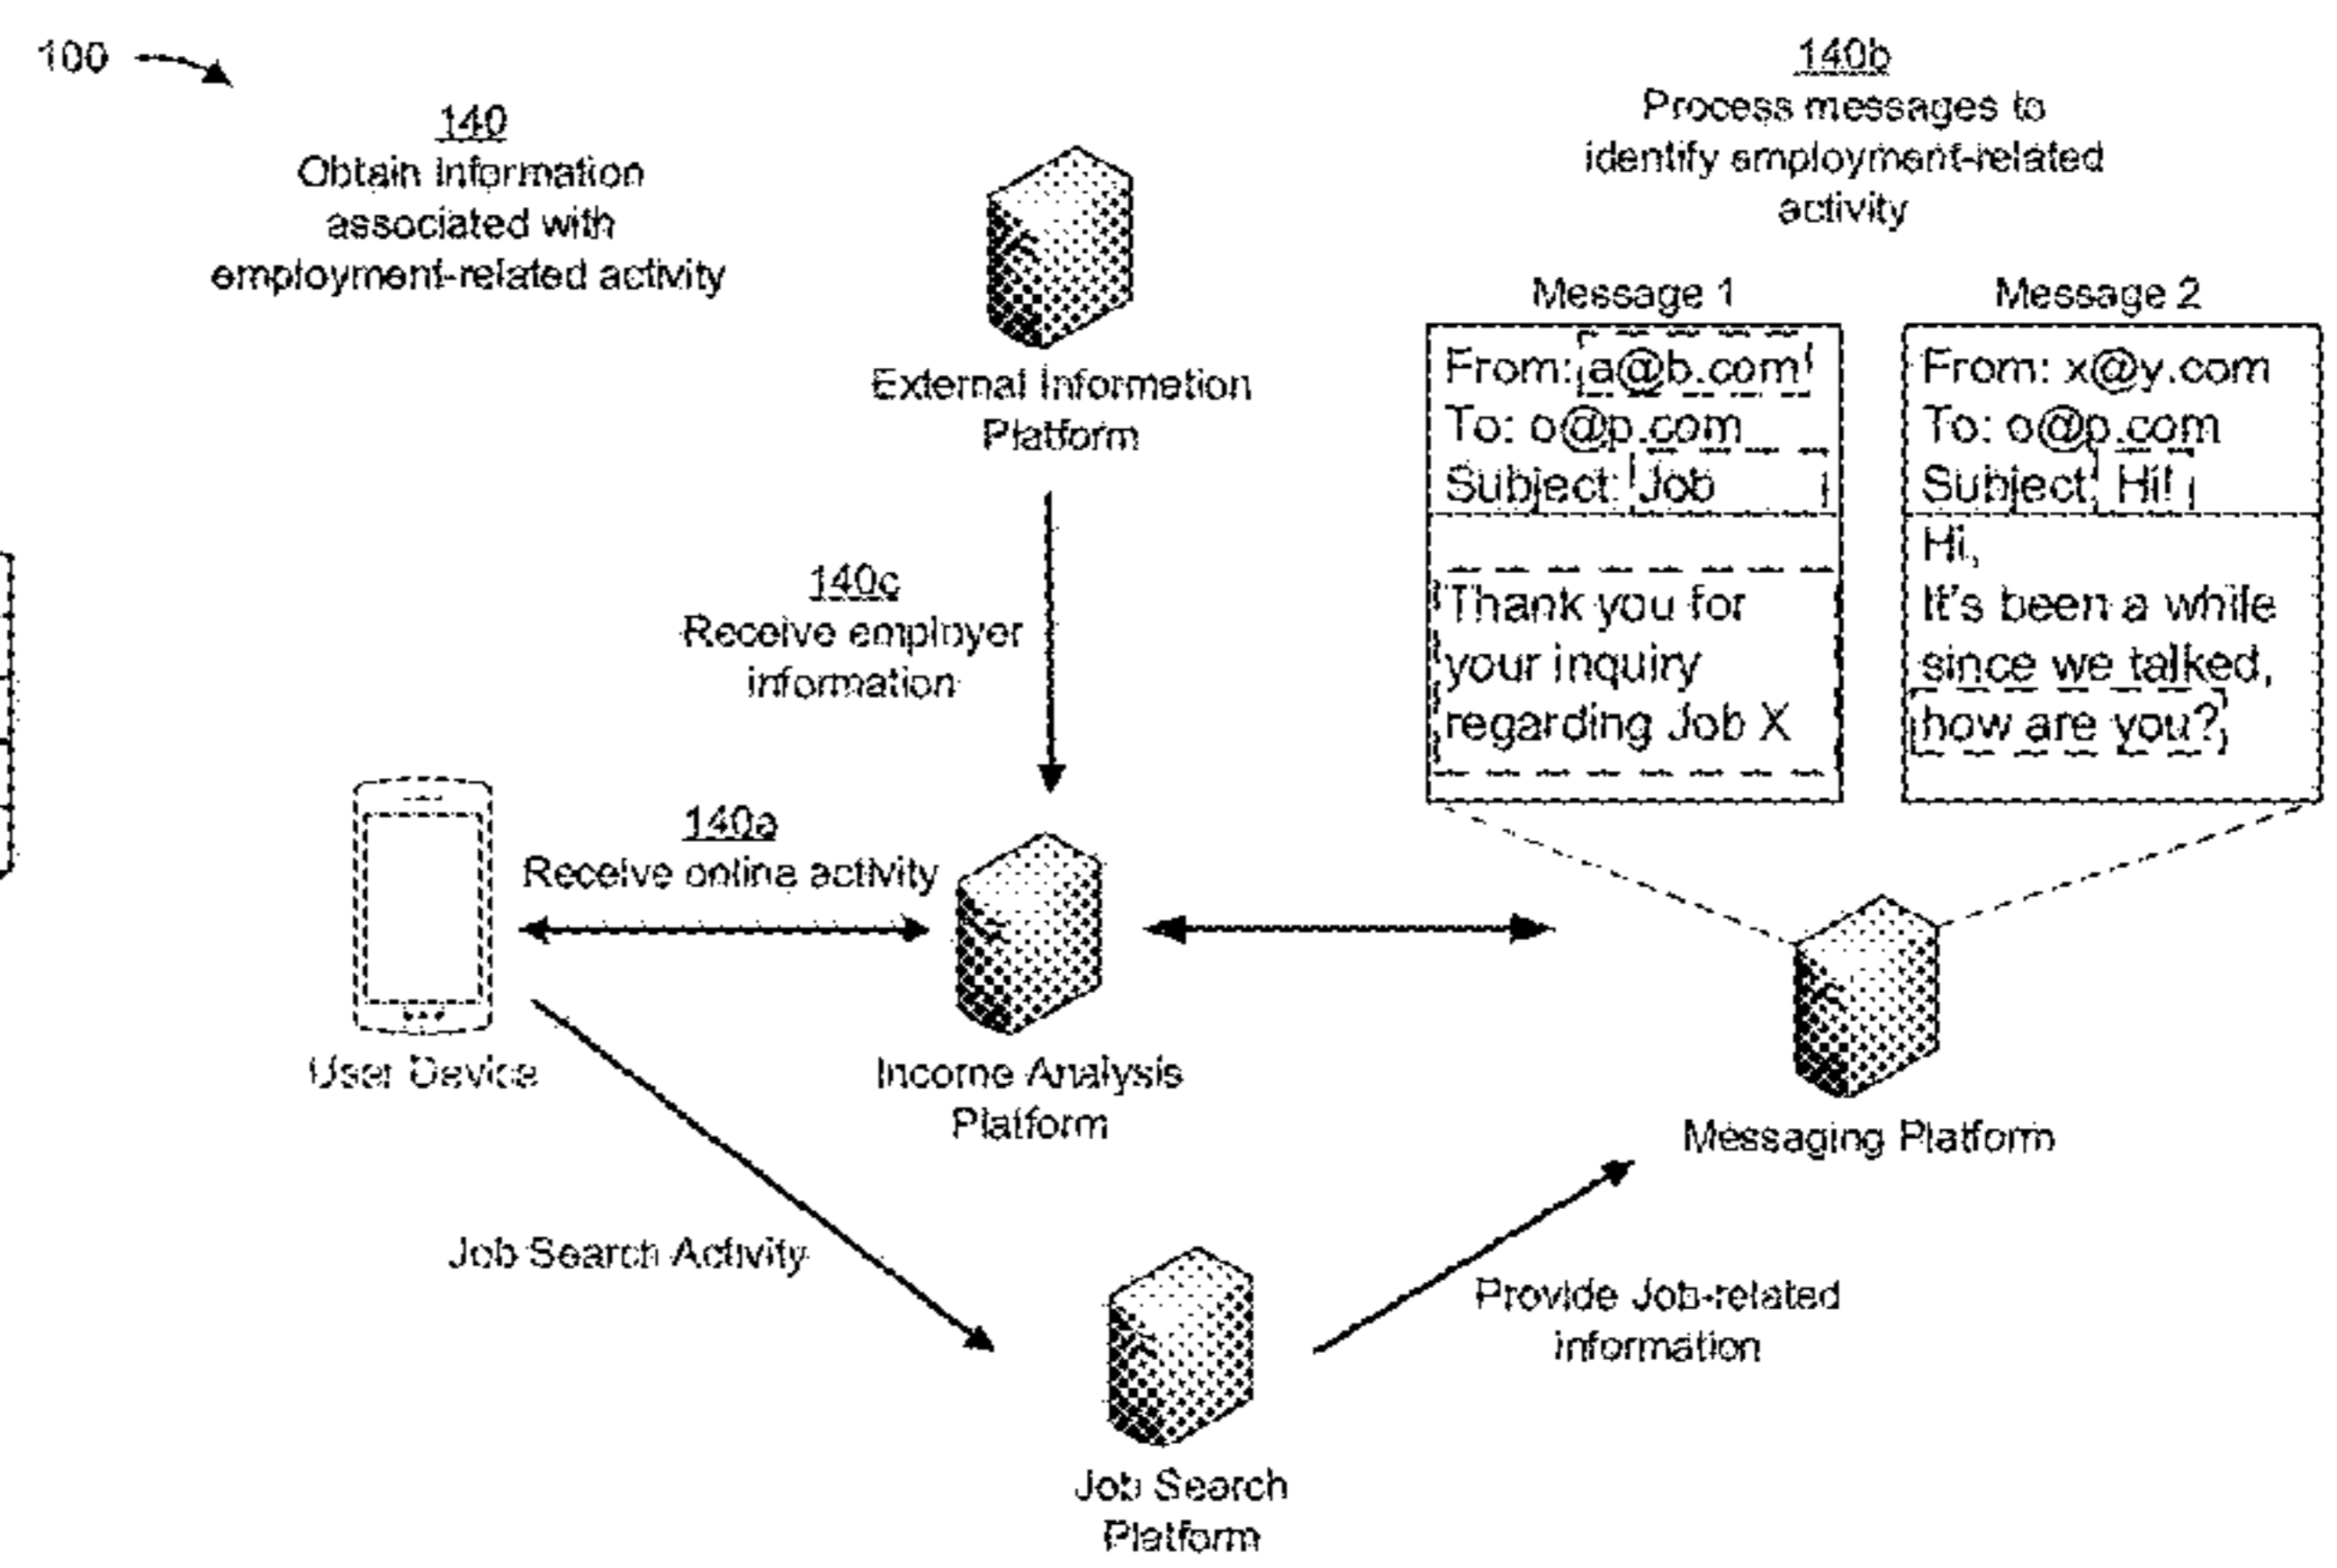 100
140
Obtain Information
associated with
employment-related activity
External Information
Platform
140b
Process messages to
identify employment-related
activity
Message 1
From: a@b.com
To: o@p.com
Subject: Job
Thank you for
your inquiry
regarding Job X
Message 2
From: x@y.com
To: o@p.com
Subject: Hi!
Hi,
It's been a while
since we talked,
how are you?
140c
Receive employer
information
140a
Receive online activity
User Device
Income Analysis
Platform
Messaging Platform
Job Search Activity
Provide Job-related
information
Job Search
Platform